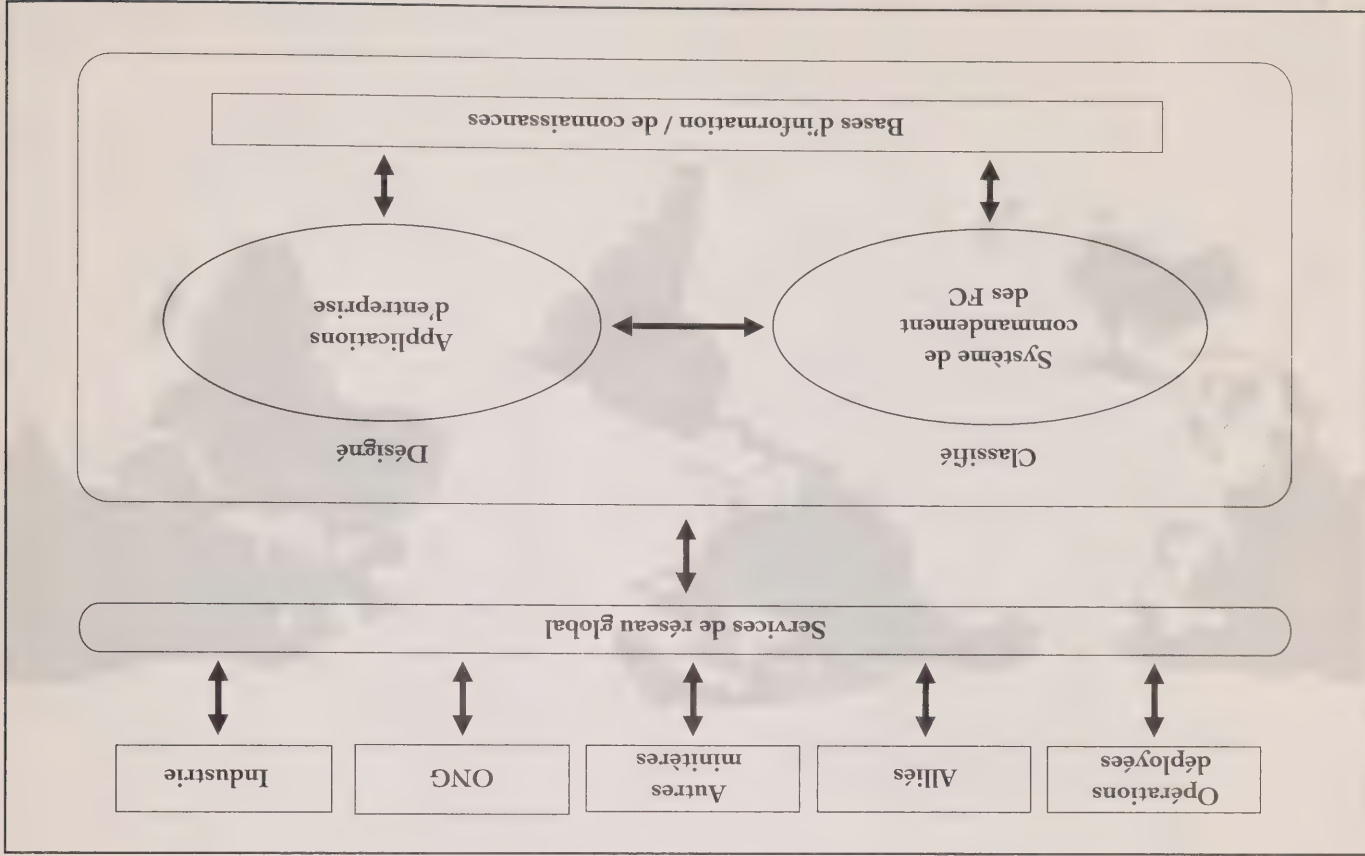 Opérations
déployées
Alliés
Autres
minitères
ONG
Industrie
Services de réseau global
Classifié
Désigné
Système de
commandement
des FC
Applications
d'entreprise
Bases d'information / de connaissances